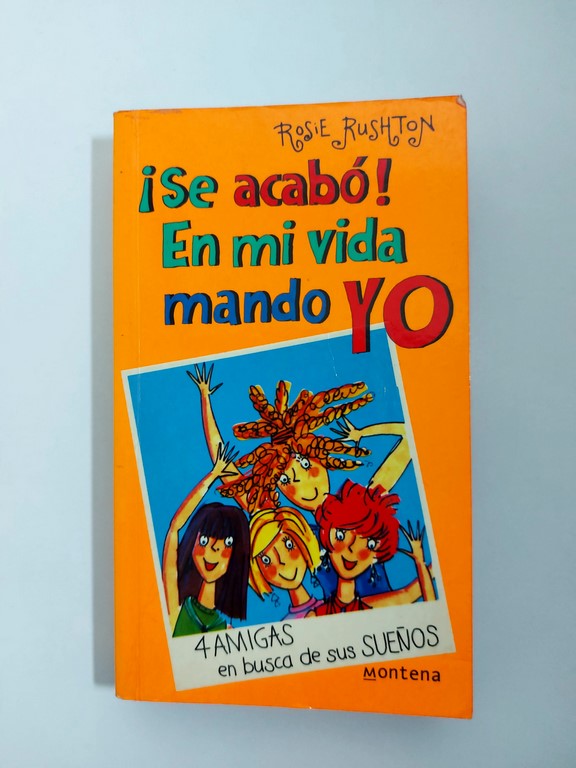 Rosie Rushton
¡Se acabó!
En mi vida
mando YO
4 AMIGAS
en busca de sus SUEÑOS
Montena